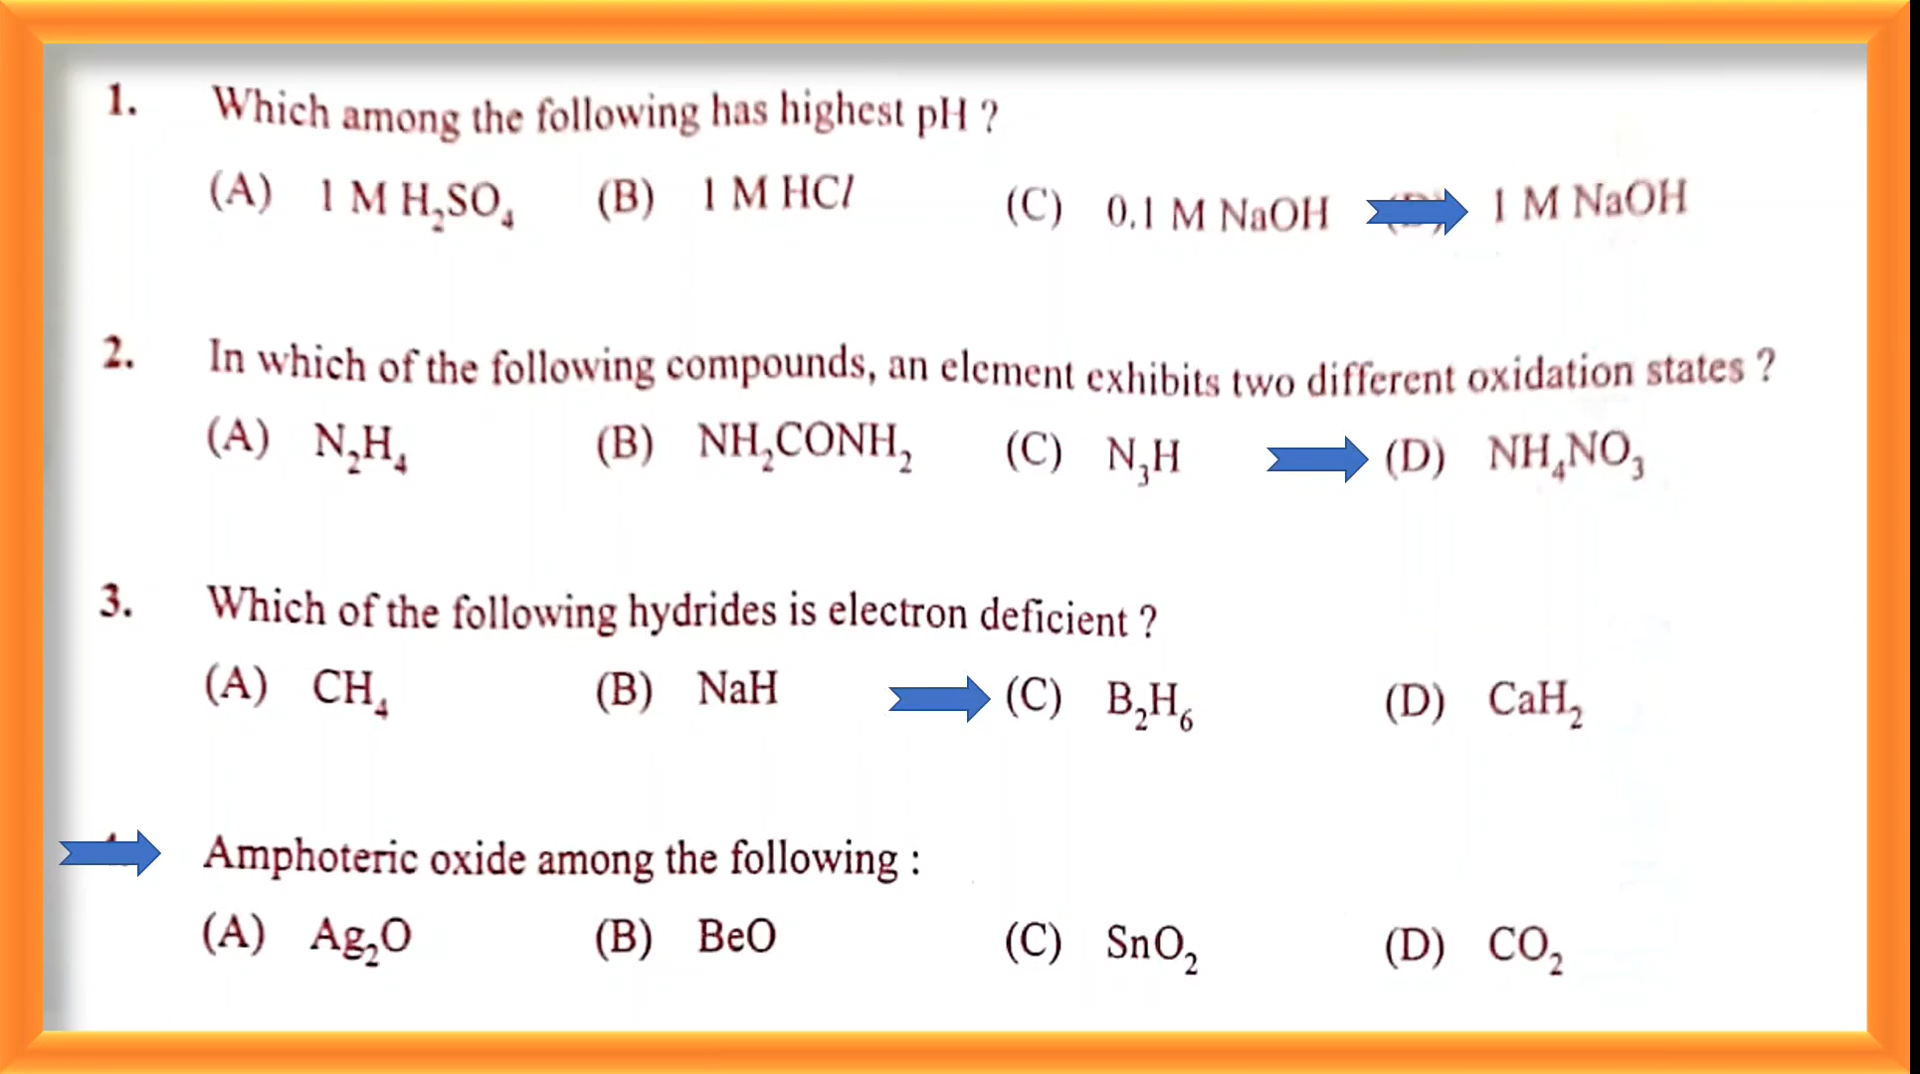 1. Which among the following has highest pH ?
(A) 1 M H₂SO₄ (B) 1 M HCl (C) 0.1 M NaOH 1 M NaOH
2. In which of the following compounds, an element exhibits two different oxidation states ?
(A) N₂H₄ (B) NH₂CONH₂ (C) N₃H (D) NH₄NO₃
3. Which of the following hydrides is electron deficient ?
(A) CH₄ (B) NaH (C) B₂H₆ (D) CaH₂
Amphoteric oxide among the following :
(A) Ag₂O (B) BeO (C) SnO₂ (D) CO₂